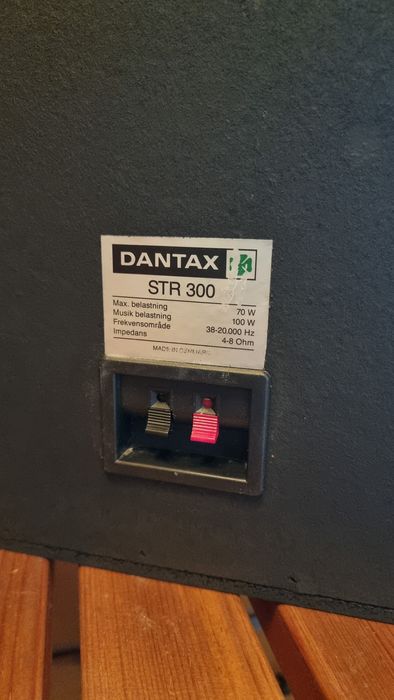 DANTAX
STR 300
Max. belastning 70 W
Musik belastning 100 W
Frekvensområde 38-20.000 Hz
Impedans 4-8 Ohm
MADE IN DENMARK